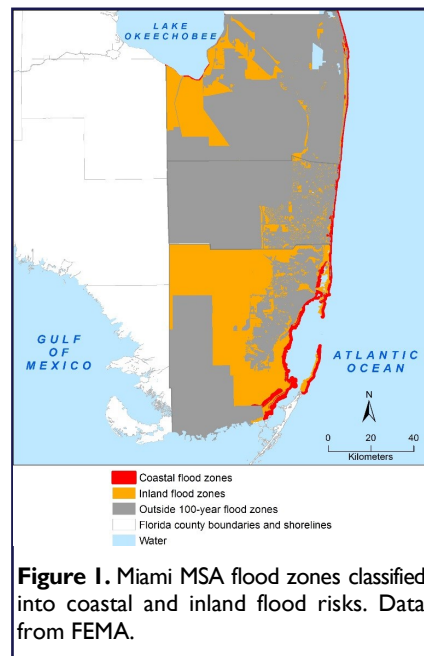 LAKE
OKEECHOBEE
GULF
OF
MEXICO
ATLANTIC
OCEAN
N
0 20 40
Kilometers
Coastal flood zones
Inland flood zones
Outside 100-year flood zones
Florida county boundaries and shorelines
Water
Figure 1. Miami MSA flood zones classified
into coastal and inland flood risks. Data
from FEMA.